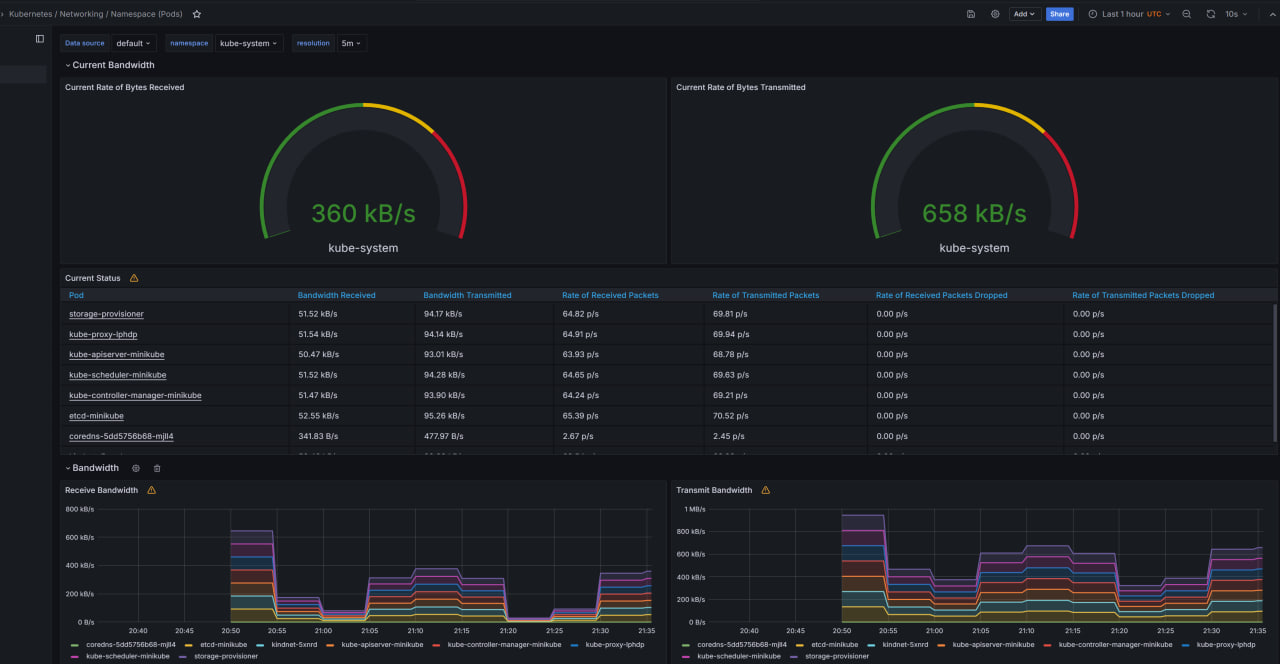 Kubernetes / Networking / Namespace (Pods)
Add
Share
Last 1 hour UTC
10s
Data source default namespace kube-system resolution 5m
Current Bandwidth
Current Rate of Bytes Received
360 kB/s
kube-system
Current Rate of Bytes Transmitted
658 kB/s
kube-system
Current Status
Pod Bandwidth Received Bandwidth Transmitted Rate of Received Packets Rate of Transmitted Packets Rate of Received Packets Dropped Rate of Transmitted Packets Dropped
storage-provisioner 51.52 kB/s 94.17 kB/s 64.82 p/s 69.81 p/s 0.00 p/s 0.00 p/s
kube-proxy-lphdp 51.54 kB/s 94.14 kB/s 64.91 p/s 69.94 p/s 0.00 p/s 0.00 p/s
kube-apiserver-minikube 50.47 kB/s 93.01 kB/s 63.93 p/s 68.78 p/s 0.00 p/s 0.00 p/s
kube-scheduler-minikube 51.52 kB/s 94.28 kB/s 64.65 p/s 69.63 p/s 0.00 p/s 0.00 p/s
kube-controller-manager-minikube 51.47 kB/s 93.90 kB/s 64.24 p/s 69.21 p/s 0.00 p/s 0.00 p/s
etcd-minikube 52.55 kB/s 95.26 kB/s 65.39 p/s 70.52 p/s 0.00 p/s 0.00 p/s
coredns-5dd5756b68-mjll4 341.83 B/s 477.97 B/s 2.67 p/s 2.45 p/s 0.00 p/s 0.00 p/s
Bandwidth
Receive Bandwidth
800 kB/s
600 kB/s
400 kB/s
200 kB/s
0 B/s
20:40 20:45 20:50 20:55 21:00 21:05 21:10 21:15 21:20 21:25 21:30 21:35
coredns-5dd5756b68-mjll4 etcd-minikube kindnet-5xnrd kube-apiserver-minikube kube-controller-manager-minikube kube-proxy-lphdp
kube-scheduler-minikube storage-provisioner
Transmit Bandwidth
1 MB/s
800 kB/s
600 kB/s
400 kB/s
200 kB/s
0 B/s
20:40 20:45 20:50 20:55 21:00 21:05 21:10 21:15 21:20 21:25 21:30 21:35
coredns-5dd5756b68-mjll4 etcd-minikube kindnet-5xnrd kube-apiserver-minikube kube-controller-manager-minikube kube-proxy-lphdp
kube-scheduler-minikube storage-provisioner